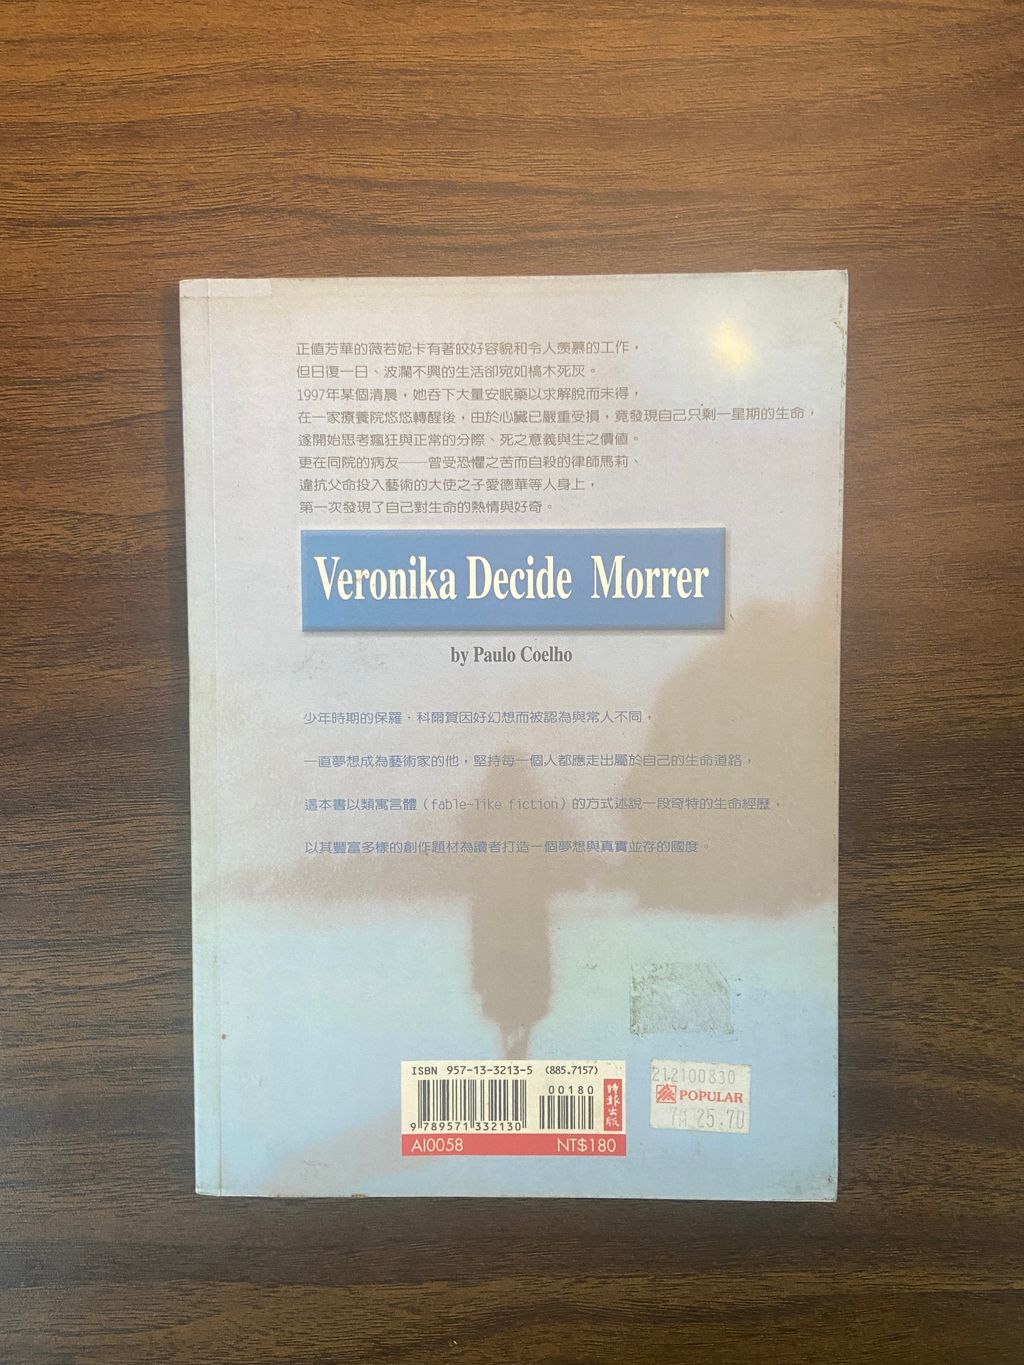 正值芳華的薇若妮卡有著皎好容貌和令人羨慕的工作，
但日復一日、波瀾不興的生活卻宛如槁木死灰。
1997年某個清晨，她吞下大量安眠藥以求解脫而未得，
在一家療養院悠悠轉醒後，由於心臟已嚴重受損，竟發現自己只剩一星期的生命，
遂開始思考瘋狂與正常的分際、死之意義與生之價值。
更在同院的病友──曾受恐懼之苦而自殺的律師馬莉、
違抗父命投入藝術的大使之子愛德華等人身上，
第一次發現了自己對生命的熱情與好奇。
Veronika Decide Morrer
by Paulo Coelho
少年時期的保羅．科爾賀因好幻想而被認為與常人不同，
一直夢想成為藝術家的他，堅持每一個人都應走出屬於自己的生命道路，
這本書以類寓言體（fable-like fiction）的方式述說一段奇特的生命經歷，
以其豐富多樣的創作題材為讀者打造一個夢想與真實並存的國度。
ISBN 957-13-3213-5 (885.7157)
00180
時報出版
9 789571 332130
AI0058 NT$180
212100830
POPULAR
25.70